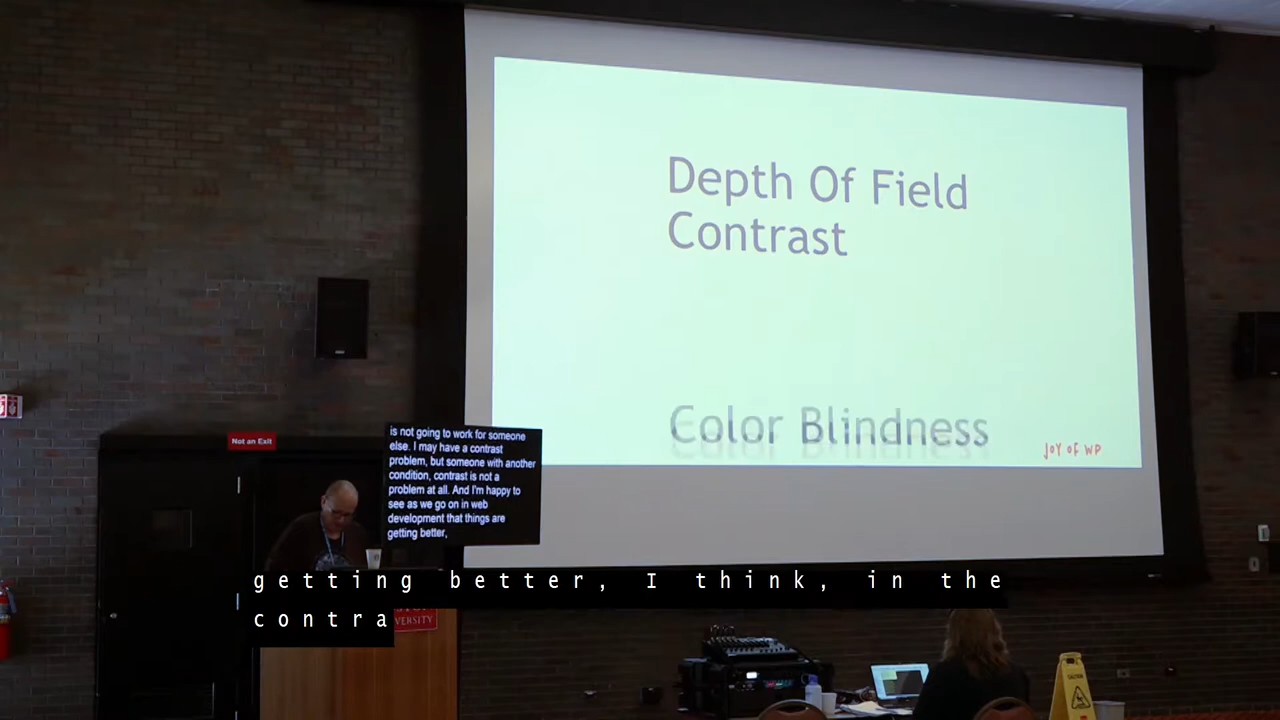 Depth Of Field
Contrast
Color Blindness
JOY OF WP
Not an Exit
is not going to work for someone
else. I may have a contrast
problem, but someone with another
condition, contrast is not a
problem at all. And I'm happy to
see as we go on in web
development that things are
getting better,
getting better, I think, in the
contra
VERSITY
CAUTION